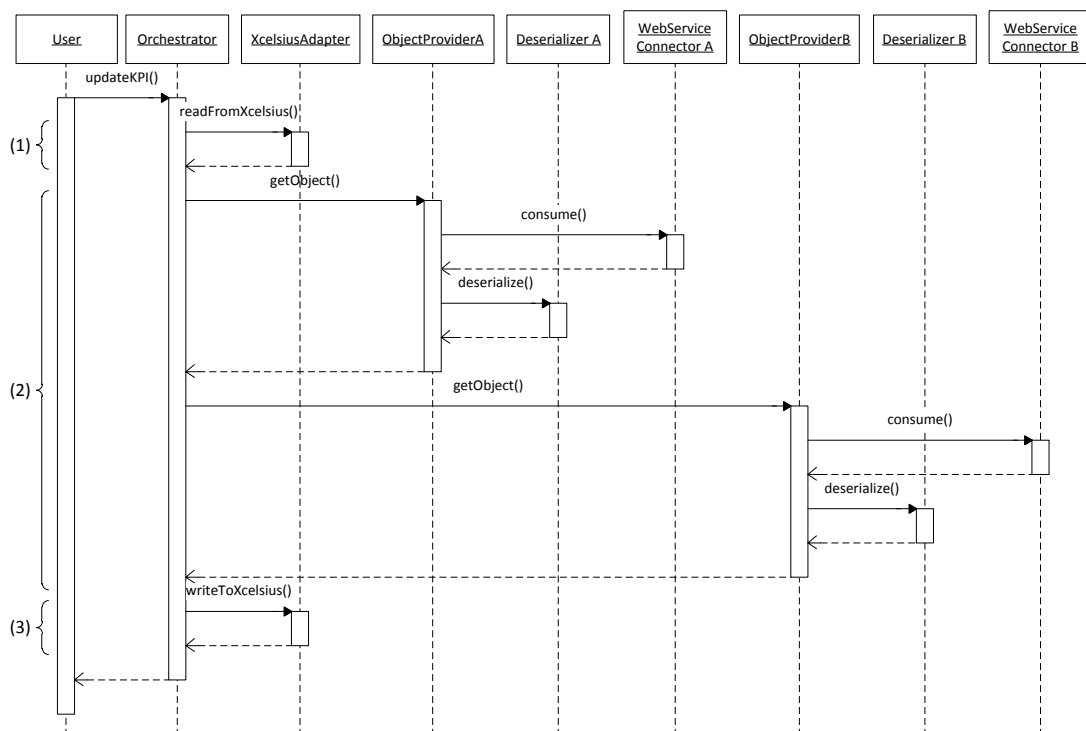 User
Orchestrator
XcelsiusAdapter
ObjectProviderA
Deserializer A
WebService
Connector A
ObjectProviderB
Deserializer B
WebService
Connector B
updateKPI()
readFromXcelsius()
(1)
getObject()
consume()
deserialize()
(2)
getObject()
consume()
deserialize()
writeToXcelsius()
(3)